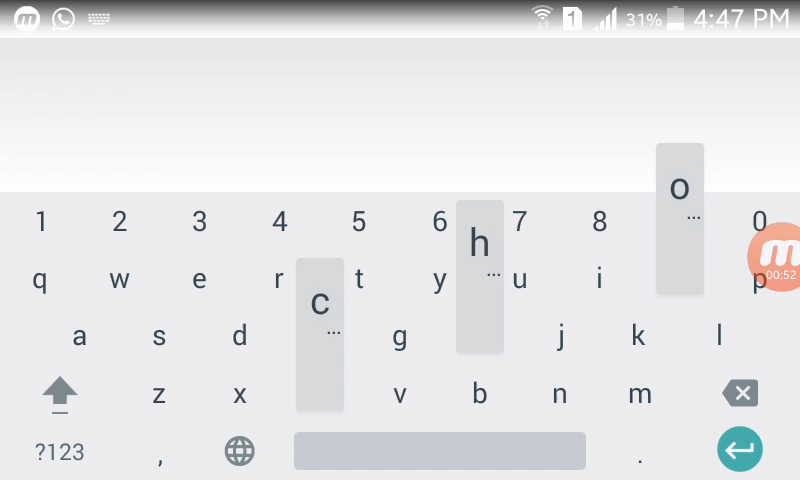 m 1 31% 4:47 PM
1 2 3 4 5 6 7 8 0
q w e r t y u i o p
a s d g h j k l
z x c v b n m
?123 , .
m
00:52